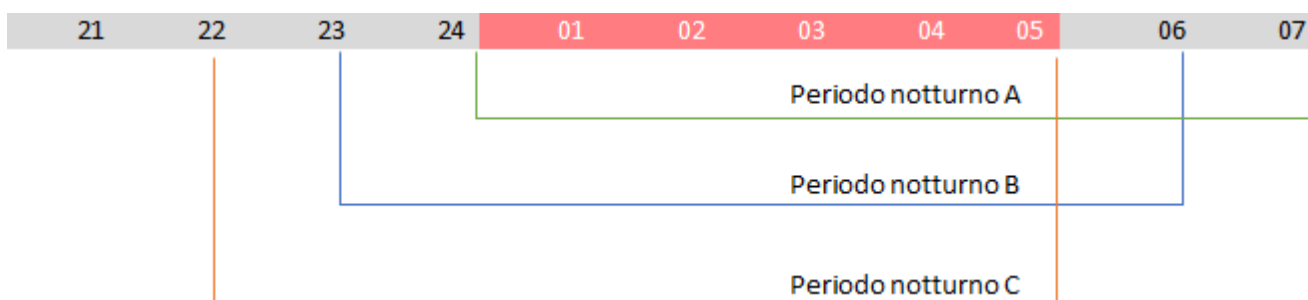 21 22 23 24 01 02 03 04 05 06 07
Periodo notturno A
Periodo notturno B
Periodo notturno C